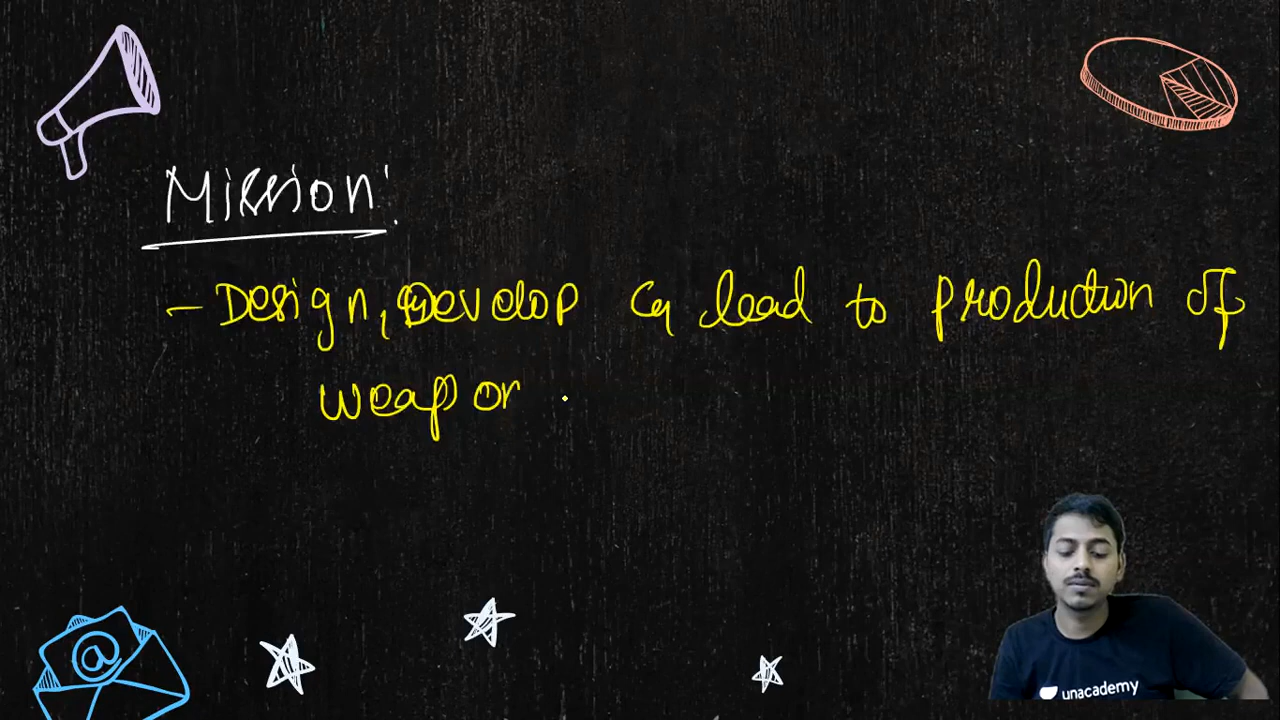 Mission:
- Design, Develop & lead to production of
weapon
@
unacademy